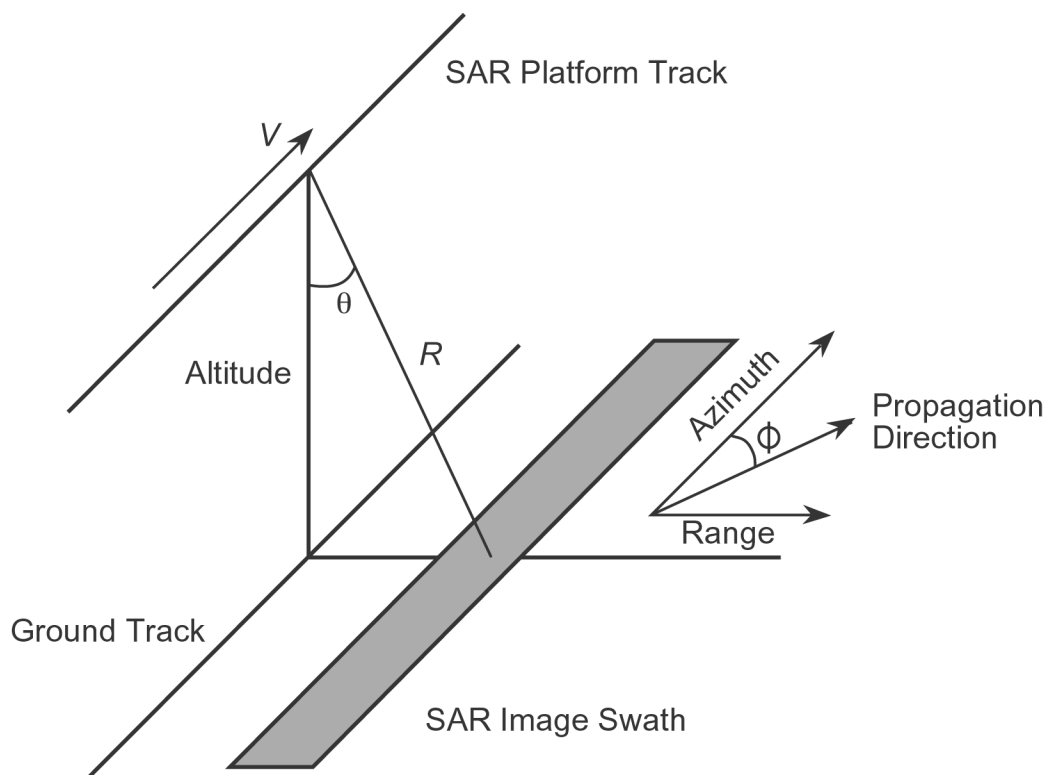 SAR Platform Track
V
θ
R
Altitude
Azimuth
Propagation
Direction
ϕ
Range
Ground Track
SAR Image Swath